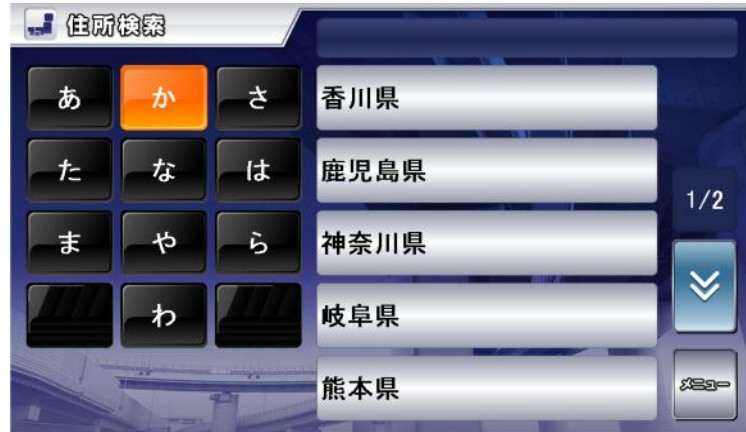 住所検索
あ か さ
た な は
ま や ら
わ
香川県
鹿児島県
神奈川県
岐阜県
熊本県
1/2
メニュー